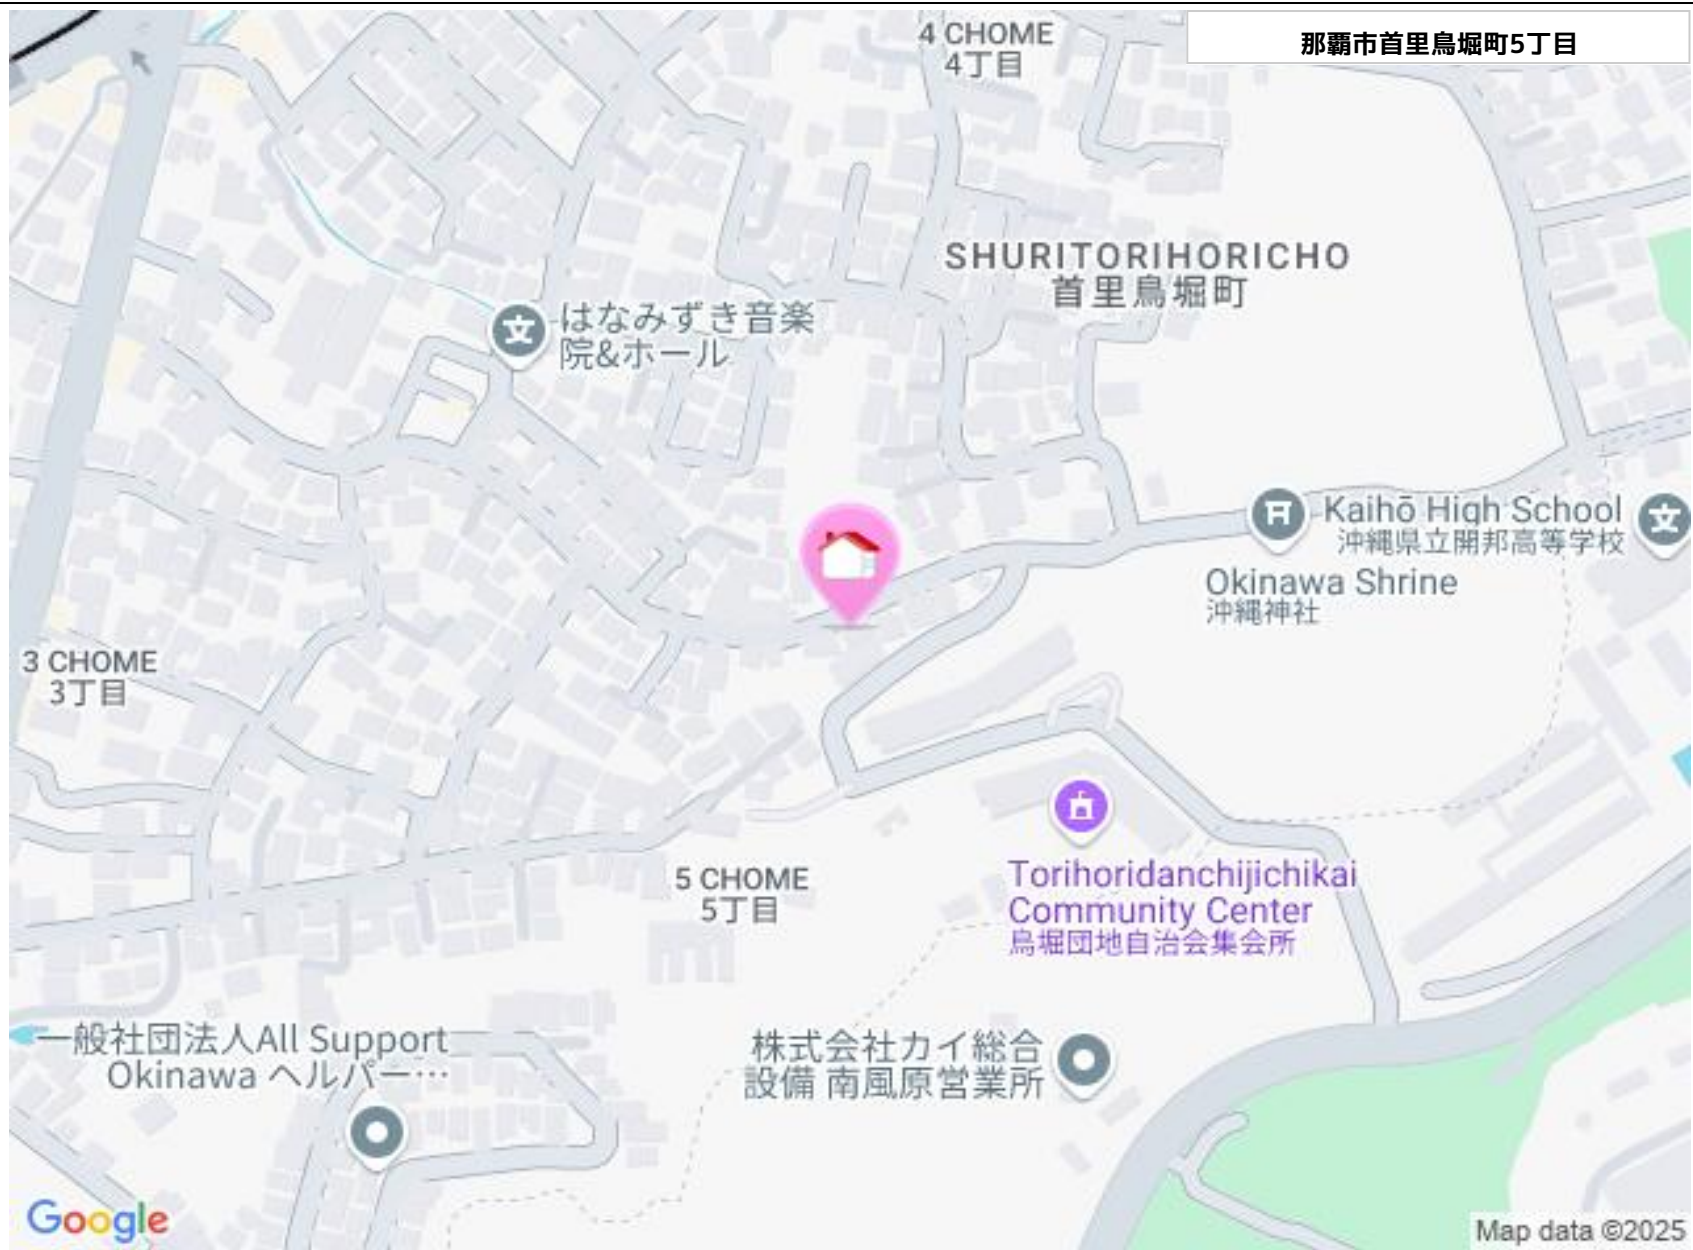 那覇市首里鳥堀町5丁目
4 CHOME
4丁目
SHURITORIHORICHO
首里鳥堀町
はなみずき音楽
院&ホール
Kaihō High School
沖縄県立開邦高等学校
Okinawa Shrine
沖縄神社
3 CHOME
3丁目
5 CHOME
5丁目
Torihoridanchijichikai
Community Center
鳥堀団地自治会集会所
一般社団法人All Support
Okinawa ヘルパー…
株式会社カイ総合
設備 南風原営業所
Google
Map data ©2025